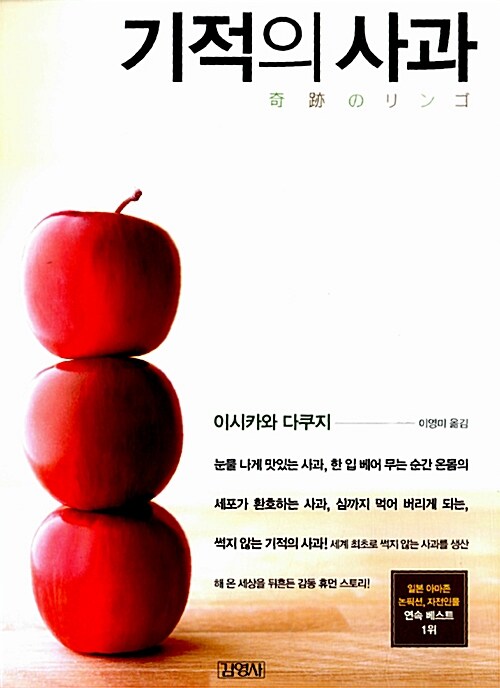 기적의 사과
奇跡のリンゴ
이시카와 다쿠지
이영미 옮김
눈물 나게 맛있는 사과, 한 입 베어 무는 순간 온몸의
세포가 환호하는 사과, 심까지 먹어 버리게 되는,
썩지 않는 기적의 사과! 세계 최초로 썩지 않는 사과를 생산
해 온 세상을 뒤흔든 감동 휴먼 스토리!
일본 아마존
논픽션, 자전인물
연속 베스트
1위
김영사